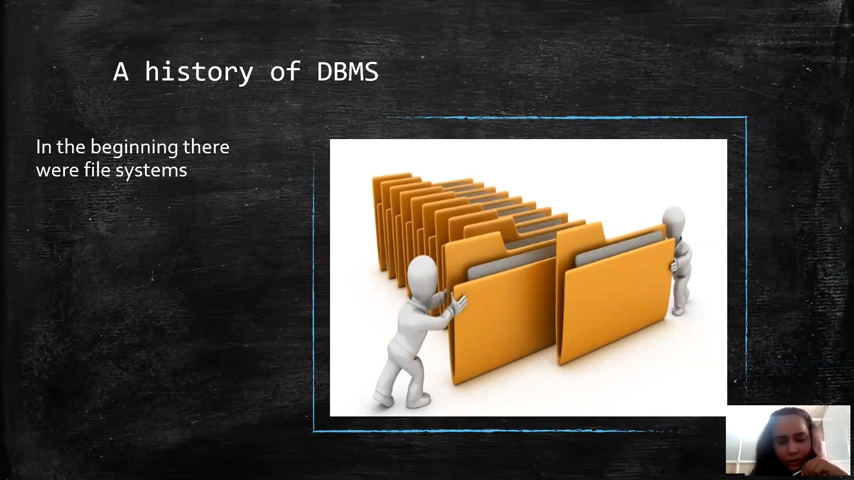 A history of DBMS
In the beginning there
were file systems